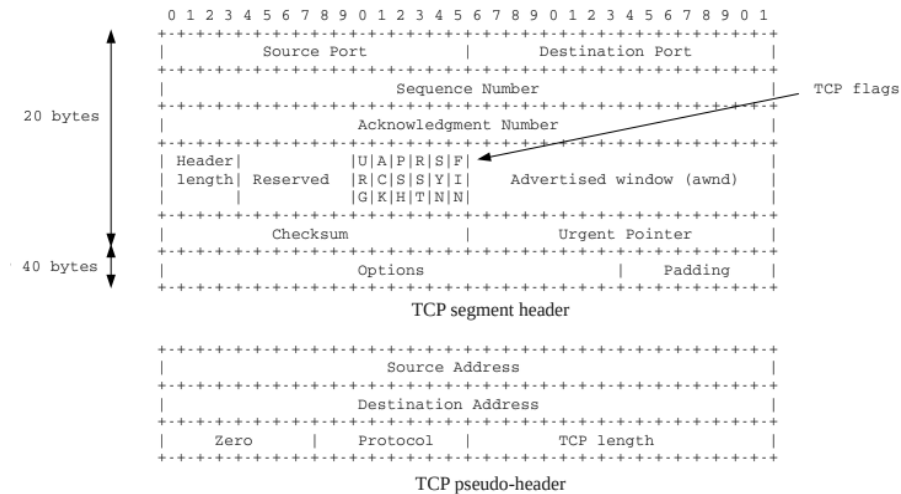 0 1 2 3 4 5 6 7 8 9 0 1 2 3 4 5 6 7 8 9 0 1 2 3 4 5 6 7 8 9 0 1
Source Port | Destination Port
Sequence Number
TCP flags
20 bytes
Acknowledgment Number
Header |U|A|P|R|S|F|
length| Reserved |R|C|S|S|Y|I| Advertised window (awnd)
|G|K|H|T|N|N|
Checksum | Urgent Pointer
40 bytes
Options | Padding
TCP segment header
Source Address
Destination Address
Zero | Protocol | TCP length
TCP pseudo-header